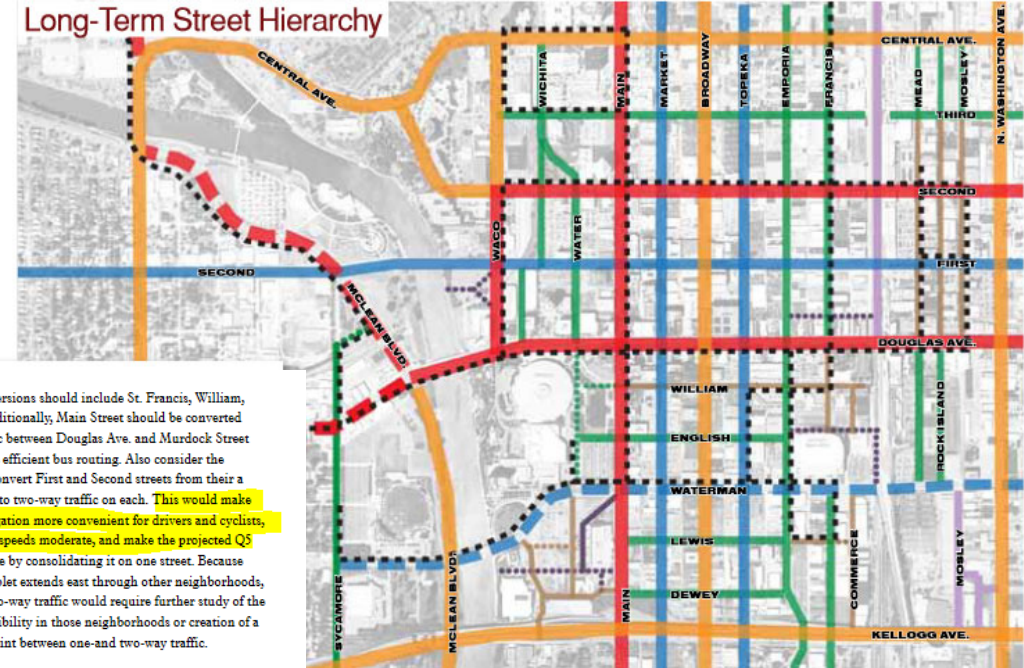 Long-Term Street Hierarchy
CENTRAL AVE.
CENTRAL AVE.
N. WASHINGTON AVE.
WICHITA
MAIN
MARKET
BROADWAY
TOPEKA
EMPORIA
FRANCIS
MEAD
MOSLEY
THIRD
SECOND
WACO
WATER
SECOND
FIRST
MCLEAN BLVD.
DOUGLAS AVE.
WILLIAM
ROCK ISLAND
ENGLISH
WATERMAN
LEWIS
DEWEY
SYCAMORE
MCLEAN BLVD.
MAIN
COMMERCE
MOSLEY
KELLOGG AVE.
ersions should include St. Francis, William,
ditionally, Main Street should be converted
c between Douglas Ave. and Murdock Street
efficient bus routing. Also consider the
onvert First and Second streets from their a
to two-way traffic on each. This would make
gation more convenient for drivers and cyclists,
speeds moderate, and make the projected Q5
e by consolidating it on one street. Because
plet extends east through other neighborhoods,
o-way traffic would require further study of the
ibility in those neighborhoods or creation of a
int between one-and two-way traffic.